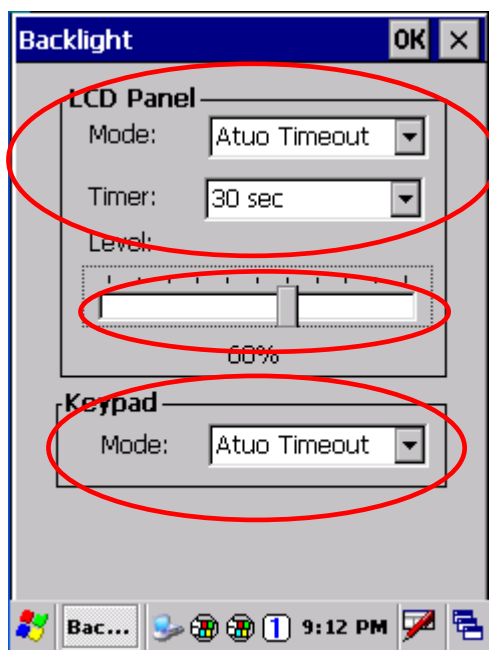 Backlight OK
LCD Panel
Mode: Atuo Timeout
Timer: 30 sec
Level:
60%
Keypad
Mode: Atuo Timeout
Bac... 1 9:12 PM